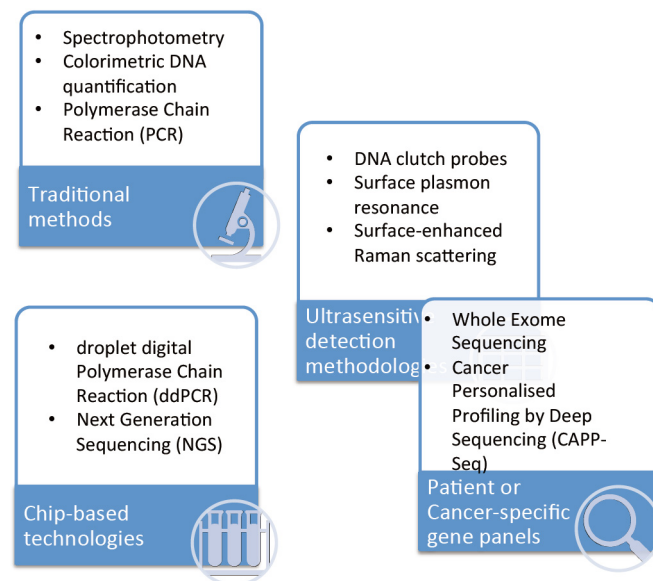 • Spectrophotometry
• Colorimetric DNA
quantification
• Polymerase Chain
Reaction (PCR)
Traditional
methods
• DNA clutch probes
• Surface plasmon
resonance
• Surface-enhanced
Raman scattering
Ultrasensitiv
detection
methodologies
• droplet digital
Polymerase Chain
Reaction (ddPCR)
• Next Generation
Sequencing (NGS)
Chip-based
technologies
• Whole Exome
Sequencing
• Cancer
Personalised
Profiling by Deep
Sequencing (CAPP-
Seq)
Patient or
Cancer-specific
gene panels